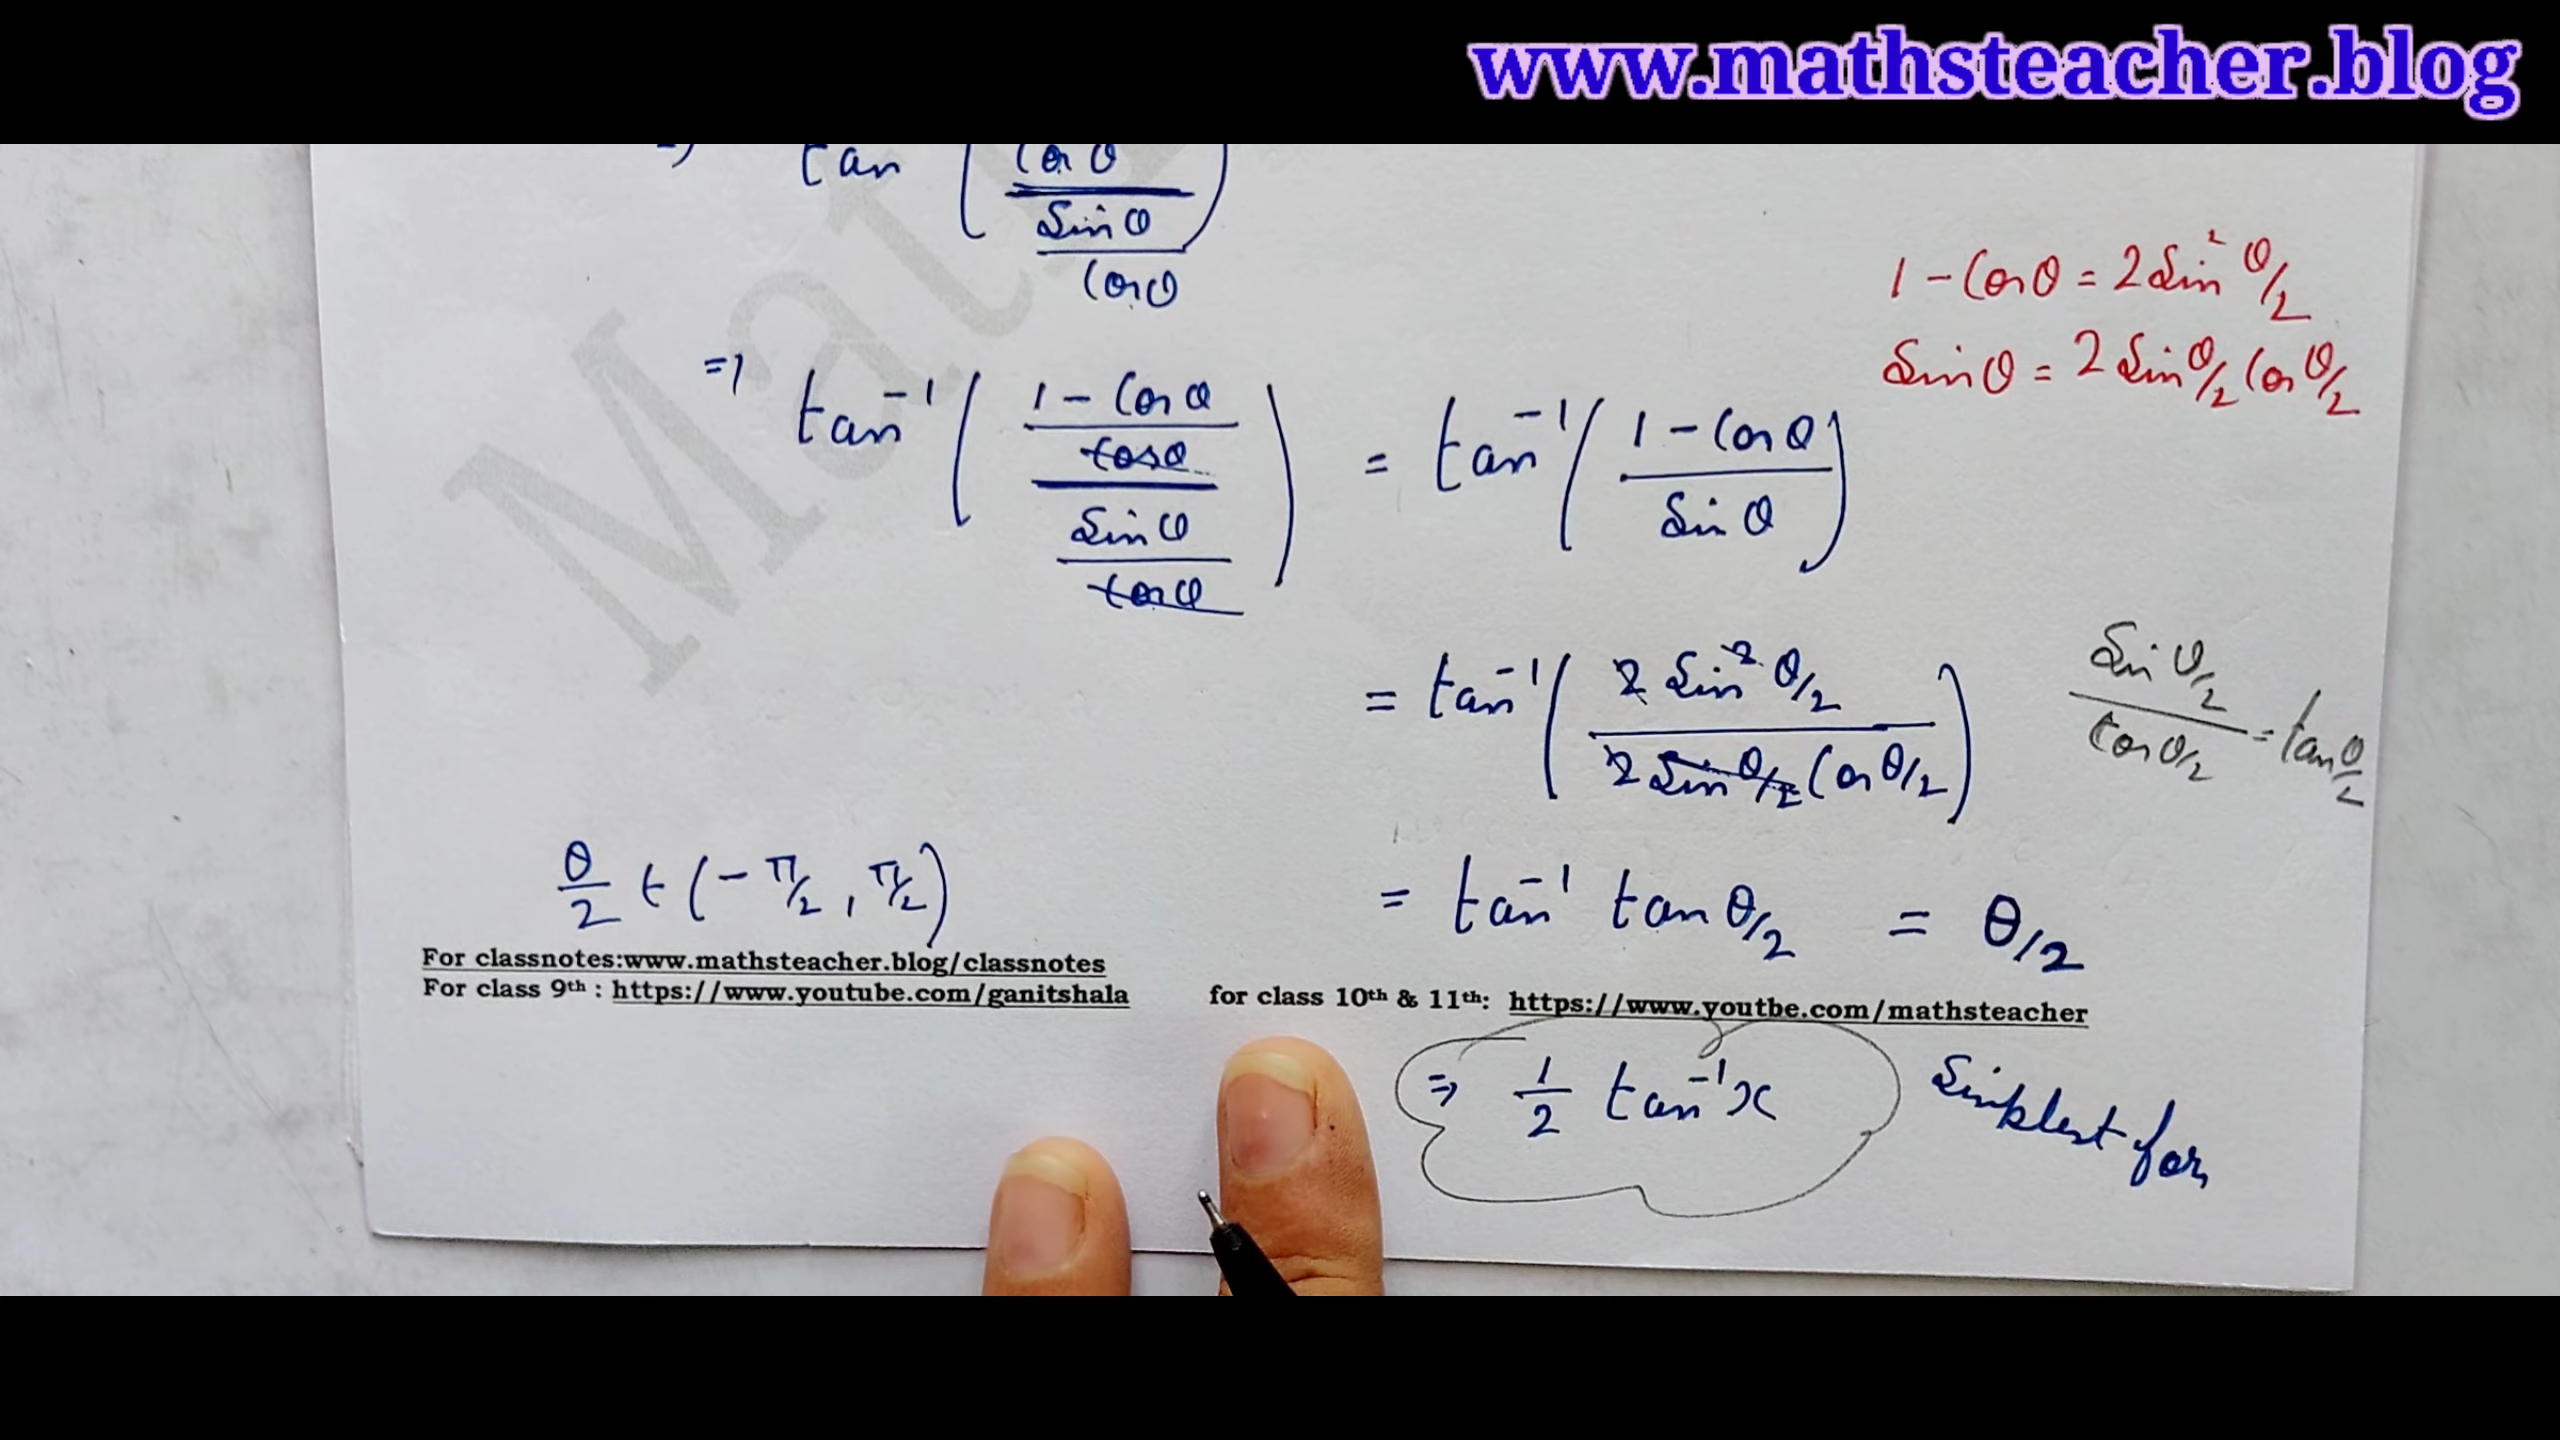 www.mathsteacher.blog
=> tan ( Cos θ / Sin θ / Cos θ )
1 - Cos θ = 2 Sin² θ/2
Sin θ = 2 Sin θ/2 Cos θ/2
=> tan⁻¹ ( 1 - Cos θ / Cos θ / Sin θ / Cos θ ) = tan⁻¹ ( 1 - Cos θ / Sin θ )
= tan⁻¹ ( 2 Sin² θ/2 / 2 Sin θ/2 Cos θ/2 )
Sin θ/2 / Cos θ/2 = tan θ/2
θ/2 ∈ ( - π/2 , π/2 )
= tan⁻¹ tan θ/2 = θ/2
For classnotes:www.mathsteacher.blog/classnotes
For class 9th : https://www.youtube.com/ganitshala for class 10th & 11th: https://www.youtbe.com/mathsteacher
=> 1/2 tan⁻¹ x Simplest form
Mat